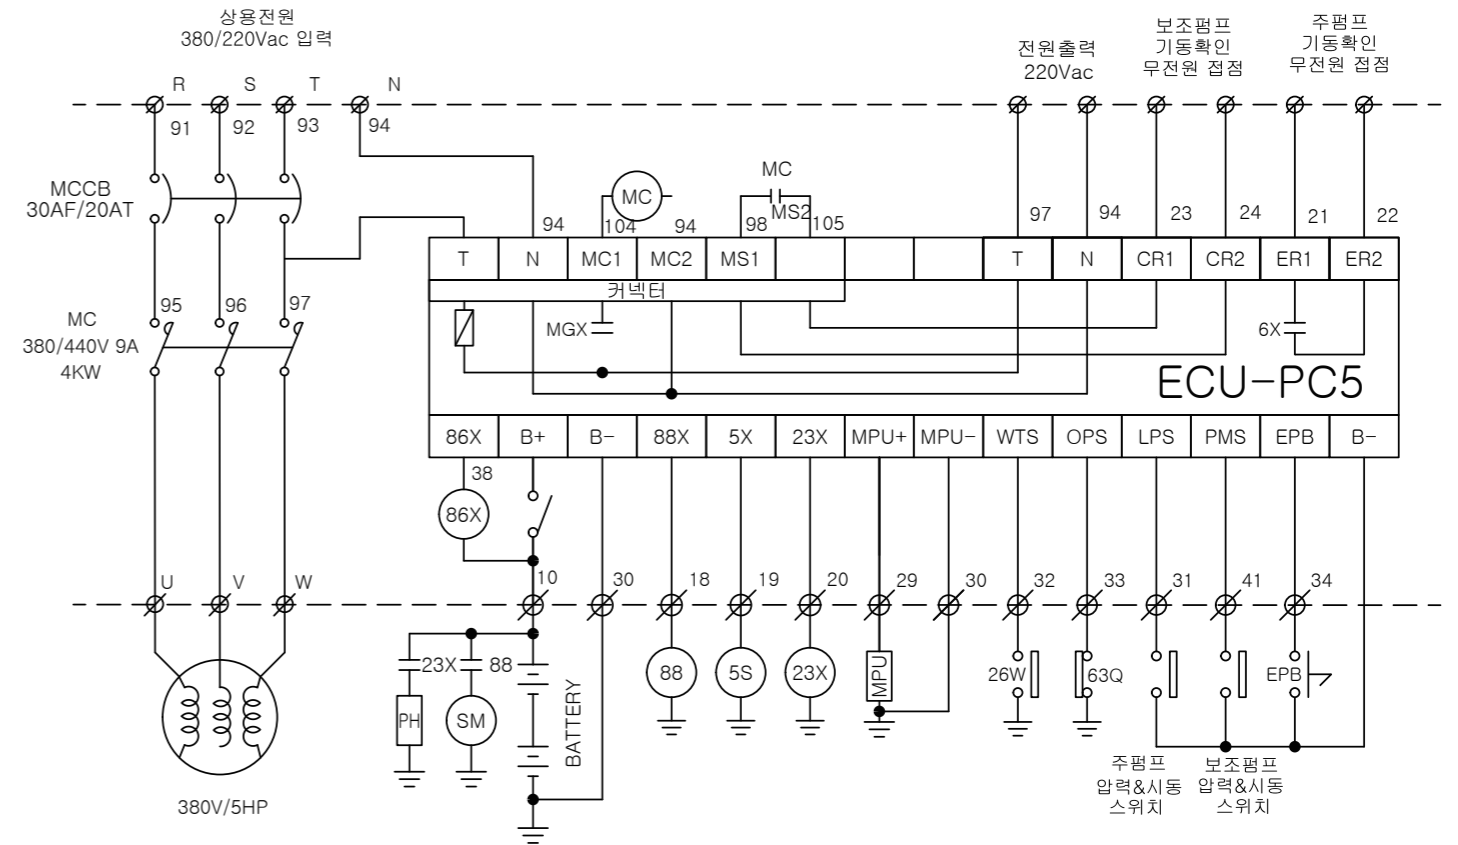 상용전원
380/220Vac 입력
전원출력
220Vac
보조펌프
기동확인
무전원 접점
주펌프
기동확인
무전원 접점
R S T N
91 92 93 94
MCCB
30AF/20AT
MC
MC
MS2
94 104 94 98 105 97 94 23 24 21 22
T N MC1 MC2 MS1 T N CR1 CR2 ER1 ER2
커넥터
95 96 97
MC
380/440V 9A
4KW
MGX
6X
ECU-PC5
86X B+ B- 88X 5X 23X MPU+ MPU- WTS OPS LPS PMS EPB B-
38
86X
U V W
10 30 18 19 20 29 30 32 33 31 41 34
23X 88
PH SM
BATTERY
88 5S 23X
MPU
26W 63Q EPB
380V/5HP
주펌프
압력&시동
스위치
보조펌프
압력&시동
스위치